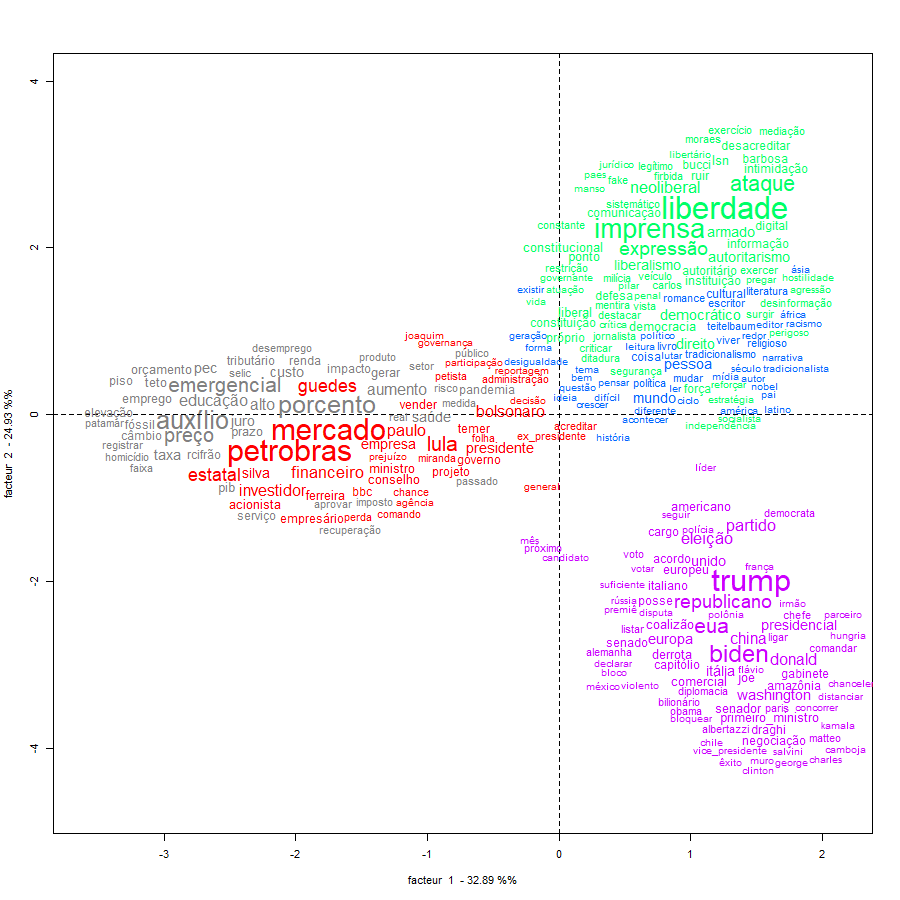 exercício mediação
moraes
desacreditar
libertário
bucci lsn barbosa
jurídico legítimo intimidação
paes fake firbida ruir
manso neoliberal ataque
sistemático liberdade
comunicação
constante imprensa armado digital
constitucional expressão informação
ponto autoritarismo
restrição liberalismo autoritário exercer ásia
governante milícia veículo instituição pregar hostilidade
existir atuação pilar carlos cultural literatura agressão
vida defesa penal romance escritor desinformação
mentira vista
liberal destacar democrático surgir áfrica
constituição crítica democracia teitelbaum editor racismo
joaquim geração próprio jornalista político redor perigoso
governança forma criticar leitura livro direito viver religioso
desemprego público ditadura coisa lutar tradicionalismo narrativa
tributário renda produto participação desigualdade pessoa
orçamento pec selic custo impacto gerar setor reportagem tema segurança século tradicionalista
piso teto emergencial guedes petista administração bem mudar mídia autor
aumento risco pandemia questão pensar política ler força reforçar nobel
emprego educação alto porcento vender medida decisão ideia difícil mundo ciclo estratégia pai
elevação auxílio real saúde bolsonaro crescer diferente américa latino
patamar fóssil juro acreditar acontecer socialista
câmbio preço prazo mercado paulo temer ex_presidente história independência
registrar petrobras empresa lula folha presidente
homicídio taxa rcifrão prejuízo miranda governo
faixa estatal silva financeiro ministro projeto líder
pib investidor conselho passado
ferreira bbc chance general
acionista aprovar imposto agência americano
serviço empresário perda comando seguir democrata
recuperação cargo polícia partido
mês eleição
próximo voto
candidato acordo unido
votar europeu frança
suficiente italiano trump
rússia posse republicano irmão
premiê disputa polônia chefe parceiro
listar coalizão eua presidencial
senado europa china ligar hungria
alemanha derrota biden comandar
declarar capitólio donald
bloco itália flávio gabinete
méxico violento comercial joe amazônia chanceler
diplomacia washington distanciar
bilionário
obama senador paris concorrer
bloquear primeiro_ministro
albertazzi draghi kamala
chile negociação matteo
vice_presidente salvini camboja
êxito muro george charles
clinton
4
2
0
-2
-4
facteur 2 - 24.93 %%
-3 -2 -1 0 1 2
facteur 1 - 32.89 %%